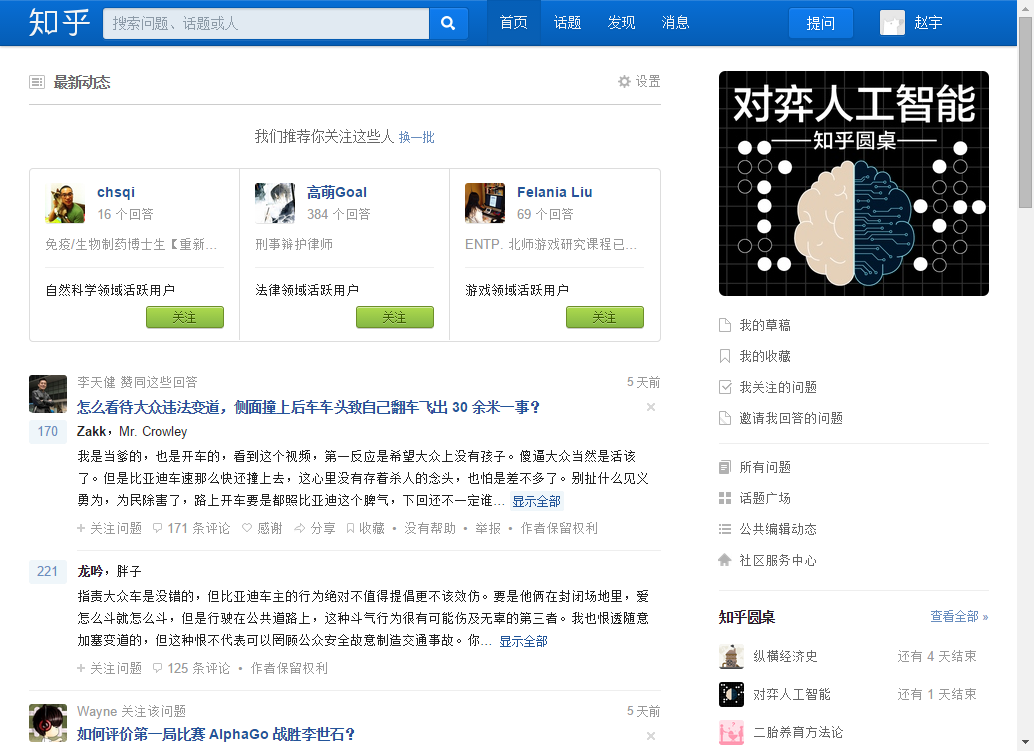 知乎 搜索问题、话题或人 首页 话题 发现 消息 提问 赵宇
最新动态 设置
我们推荐你关注这些人 换一批
chsqi
16 个回答
免疫/生物制药博士生【重新...
自然科学领域活跃用户
关注
高萌Goal
384 个回答
刑事辩护律师
法律领域活跃用户
关注
Felania Liu
69 个回答
ENTP. 北师游戏研究课程已...
游戏领域活跃用户
关注
李天健 赞同这些回答 5 天前
怎么看待大众违法变道，侧面撞上后车车头致自己翻车飞出 30 余米一事？
170 Zakk，Mr. Crowley
我是当爹的，也是开车的，看到这个视频，第一反应是希望大众上没有孩子。傻逼大众当然是活该
了。但是比亚迪车速那么快还撞上去，这心里没有存着杀人的念头，也怕是差不多了。别扯什么见义
勇为，为民除害了，路上开车要是都照比亚迪这个脾气，下回还不一定谁... 显示全部
+ 关注问题 171 条评论 感谢 分享 收藏 • 没有帮助 • 举报 • 作者保留权利
221 龙吟，胖子
指责大众车是没错的，但比亚迪车主的行为绝对不值得提倡更不该效仿。要是他俩在封闭场地里，爱
怎么斗就怎么斗，但是行驶在公共道路上，这种斗气行为很有可能伤及无辜的第三者。我也恨透随意
加塞变道的，但这种恨不代表可以罔顾公众安全故意制造交通事故。你... 显示全部
+ 关注问题 125 条评论 • 作者保留权利
Wayne 关注该问题 5 天前
如何评价第一局比赛 AlphaGo 战胜李世石？
对弈人工智能
知乎圆桌
我的草稿
我的收藏
我关注的问题
邀请我回答的问题
所有问题
话题广场
公共编辑动态
社区服务中心
知乎圆桌 查看全部 »
纵横经济史 还有 4 天结束
对弈人工智能 还有 1 天结束
二胎养育方法论